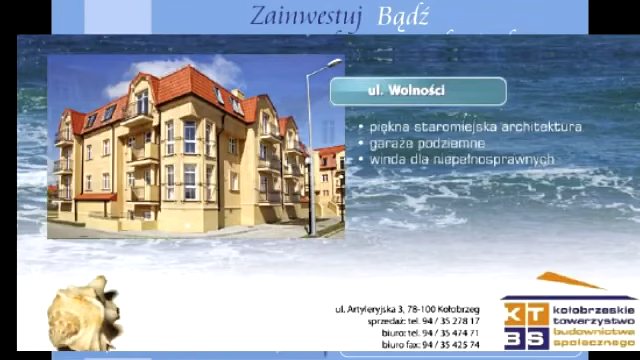 Zainwestuj Bądź
ul. Wolności
• piękna staromiejska architektura
• garaże podziemne
• winda dla niepełnosprawnych
ul. Artyleryjska 3, 78-100 Kołobrzeg
sprzedaż: tel. 94 / 35 278 17
biuro: tel. 94 / 35 474 71
biuro fax: 94 / 35 425 74
KTBS
kołobrzeskie
towarzystwo
budownictwa
społecznego